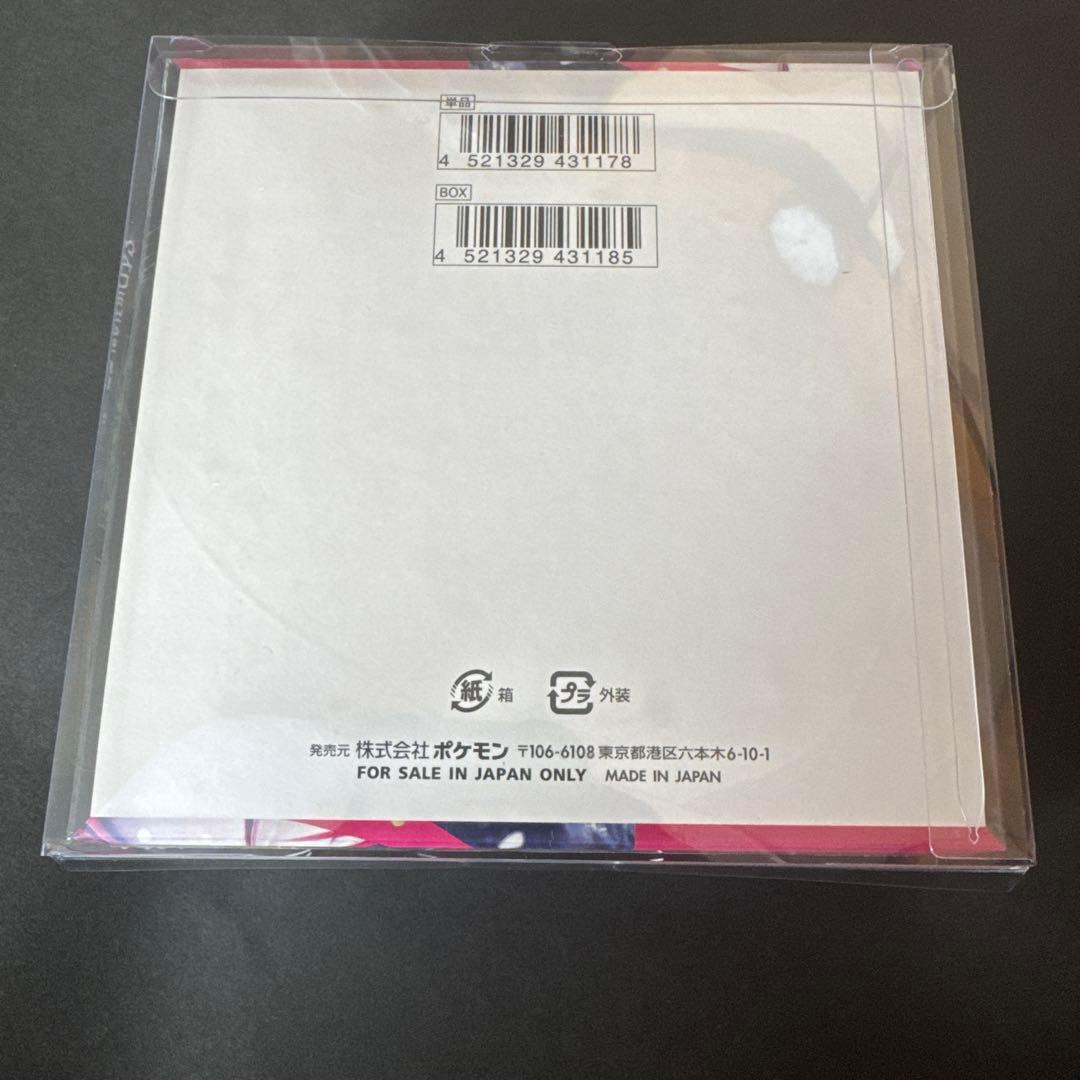 単品
4 521329 431178
BOX
4 521329 431185
紙 箱 プラ 外装
発売元 株式会社ポケモン 〒106-6108 東京都港区六本木6-10-1
FOR SALE IN JAPAN ONLY MADE IN JAPAN